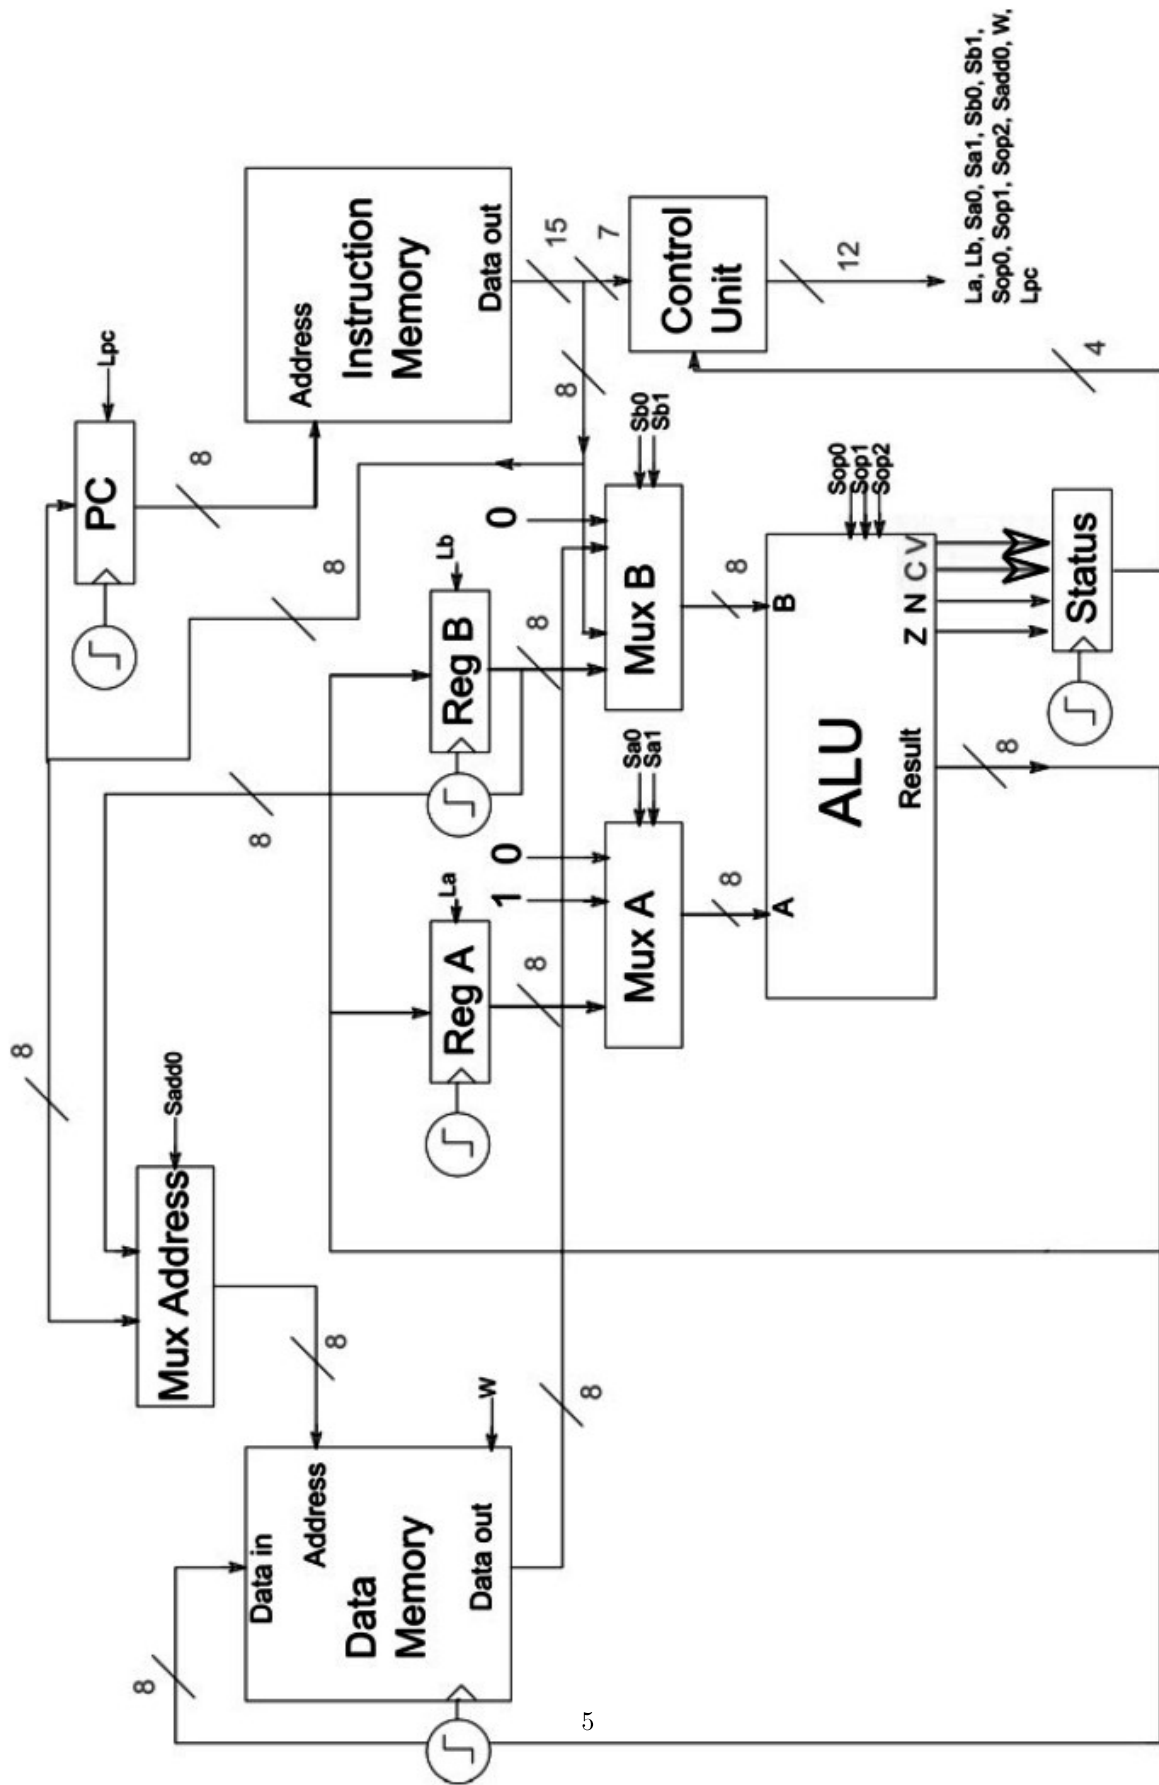 PC
Lpc
8
Address
Instruction
Memory
Data out
15
7
8
Control
Unit
12
La, Lb, Sa0, Sa1, Sb0, Sb1,
Sop0, Sop1, Sop2, Sadd0, W,
Lpc
4
8
8
8
Mux Address
Sadd0
8
Reg A
La
8
Reg B
Lb
8
1
0
0
Mux A
Sa0
Sa1
8
Mux B
Sb0
Sb1
8
A
B
ALU
Sop0
Sop1
Sop2
Result
Z N C V
8
Status
Data in
Address
Data
Memory
Data out
W
8
8
5